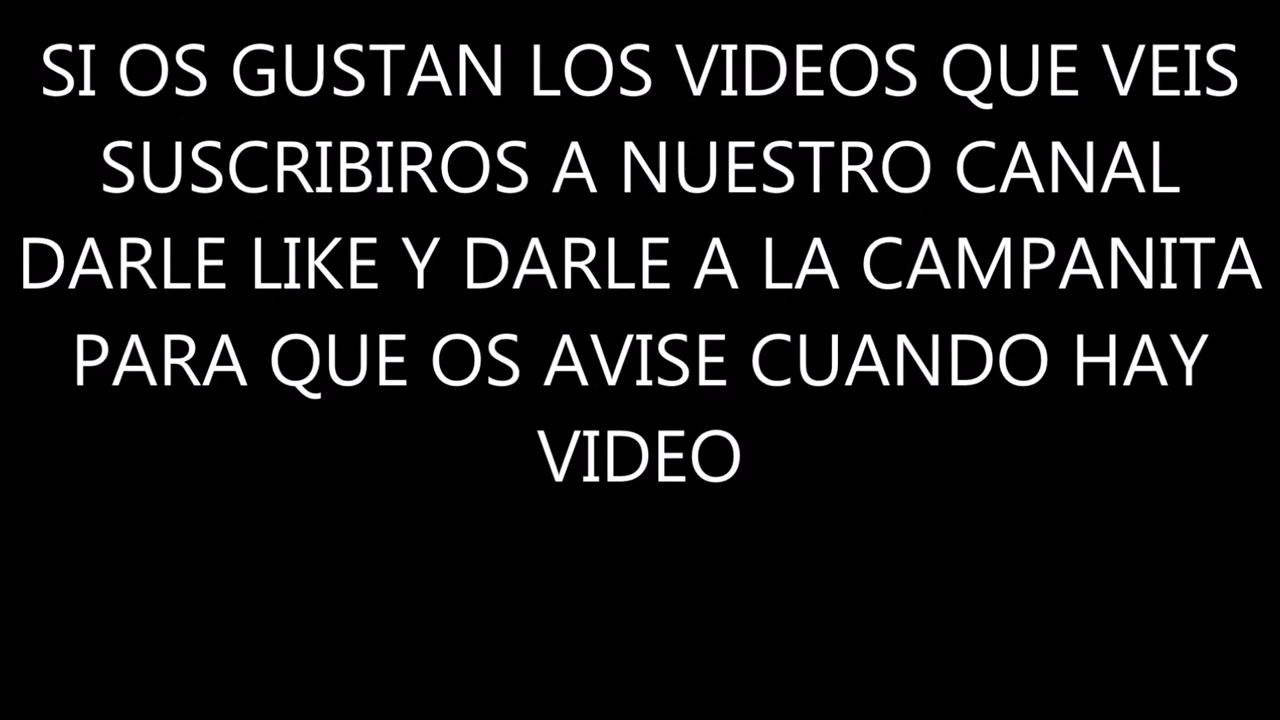 SI OS GUSTAN LOS VIDEOS QUE VEIS
SUSCRIBIROS A NUESTRO CANAL
DARLE LIKE Y DARLE A LA CAMPANITA
PARA QUE OS AVISE CUANDO HAY
VIDEO